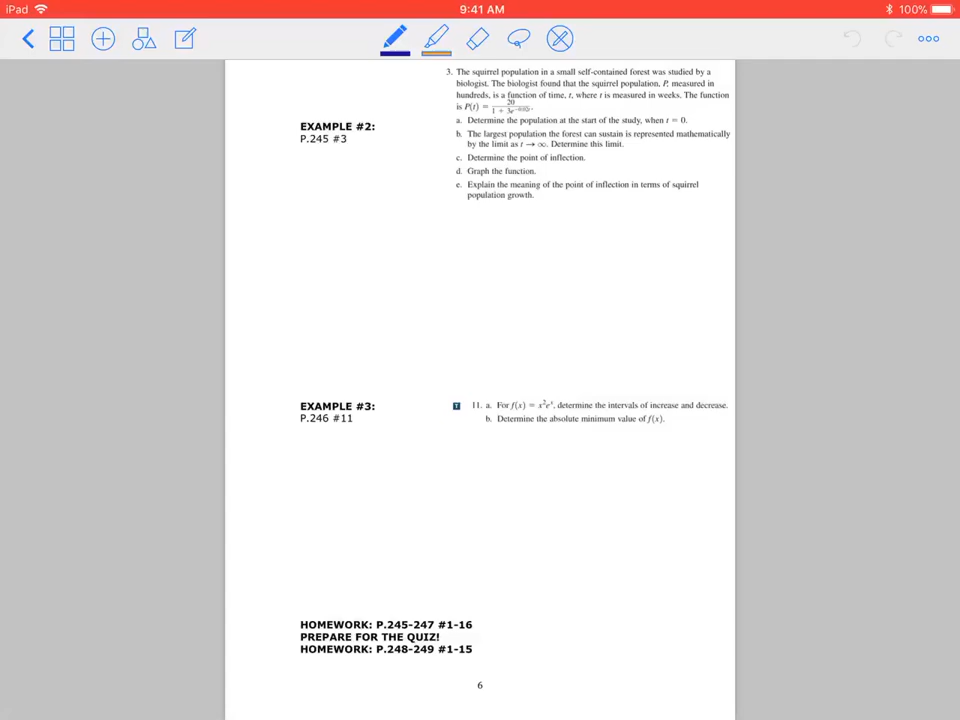 iPad 9:41 AM 100%
3. The squirrel population in a small self-contained forest was studied by a
biologist. The biologist found that the squirrel population, P, measured in
hundreds, is a function of time, t, where t is measured in weeks. The function
is P(t) = 20 / (1 + 3e^{-0.02t}).
EXAMPLE #2:
P.245 #3
a. Determine the population at the start of the study, when t = 0.
b. The largest population the forest can sustain is represented mathematically
by the limit as t → ∞. Determine this limit.
c. Determine the point of inflection.
d. Graph the function.
e. Explain the meaning of the point of inflection in terms of squirrel
population growth.
EXAMPLE #3:
P.246 #11
T 11. a. For f(x) = x²eˣ, determine the intervals of increase and decrease.
b. Determine the absolute minimum value of f(x).
HOMEWORK: P.245-247 #1-16
PREPARE FOR THE QUIZ!
HOMEWORK: P.248-249 #1-15
6